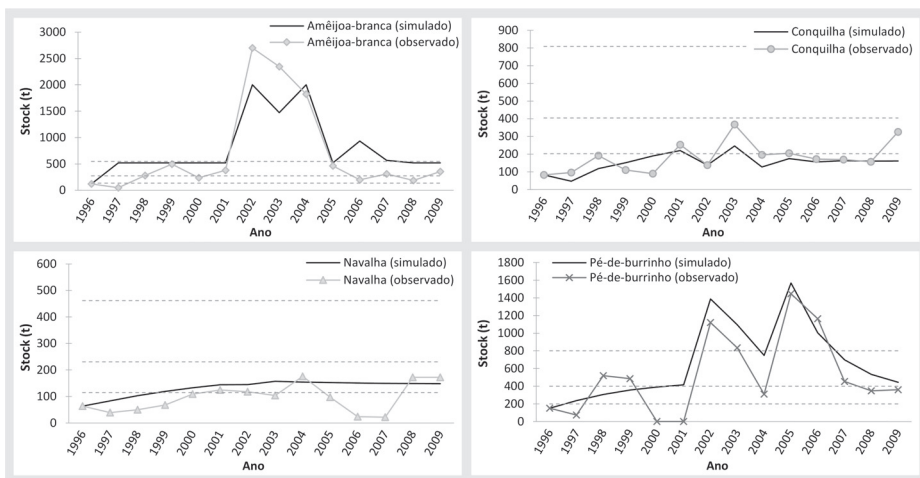 Amêijoa-branca (simulado)
Amêijoa-branca (observado)
Stock (t)
3000
2500
2000
1500
1000
500
0
1996 1997 1998 1999 2000 2001 2002 2003 2004 2005 2006 2007 2008 2009
Ano
Conquilha (simulado)
Conquilha (observado)
Stock (t)
900
800
700
600
500
400
300
200
100
0
1996 1997 1998 1999 2000 2001 2002 2003 2004 2005 2006 2007 2008 2009
Ano
Navalha (simulado)
Navalha (observado)
Stock (t)
600
500
400
300
200
100
0
1996 1997 1998 1999 2000 2001 2002 2003 2004 2005 2006 2007 2008 2009
Ano
Pé-de-burrinho (simulado)
Pé-de-burrinho (observado)
Stock (t)
1800
1600
1400
1200
1000
800
600
400
200
0
1996 1997 1998 1999 2000 2001 2002 2003 2004 2005 2006 2007 2008 2009
Ano